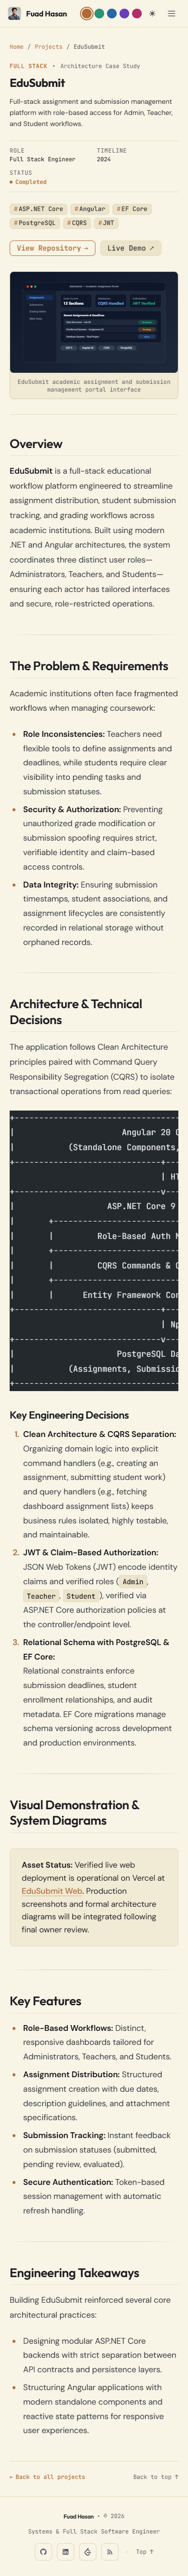 Fuad Hasan
Home / Projects / EduSubmit
FULL STACK • Architecture Case Study
EduSubmit
Full-stack assignment and submission management
platform with role-based access for Admin, Teacher,
and Student workflows.
ROLE
Full Stack Engineer
TIMELINE
2024
STATUS
● Completed
#ASP.NET Core #Angular #EF Core
#PostgreSQL #CQRS #JWT
View Repository → Live Demo ↗
EduSubmit academic assignment and submission
management portal interface
Overview
EduSubmit is a full-stack educational
workflow platform engineered to streamline
assignment distribution, student submission
tracking, and grading workflows across
academic institutions. Built using modern
.NET and Angular architectures, the system
coordinates three distinct user roles—
Administrators, Teachers, and Students—
ensuring each actor has tailored interfaces
and secure, role-restricted operations.
The Problem & Requirements
Academic institutions often face fragmented
workflows when managing coursework:
• Role Inconsistencies: Teachers need
flexible tools to define assignments and
deadlines, while students require clear
visibility into pending tasks and
submission statuses.
• Security & Authorization: Preventing
unauthorized grade modification or
submission spoofing requires strict,
verifiable identity and claim-based
access controls.
• Data Integrity: Ensuring submission
timestamps, student associations, and
assignment lifecycles are consistently
recorded in relational storage without
orphaned records.
Architecture & Technical
Decisions
The application follows Clean Architecture
principles paired with Command Query
Responsibility Segregation (CQRS) to isolate
transactional operations from read queries:
Angular 20 C
(Standalone Components,
| HT
ASP.NET Core 9
Role-Based Auth M
CQRS Commands & Q
Entity Framework Cor
| Np
PostgreSQL Da
(Assignments, Submissio
Key Engineering Decisions
1. Clean Architecture & CQRS Separation:
Organizing domain logic into explicit
command handlers (e.g., creating an
assignment, submitting student work)
and query handlers (e.g., fetching
dashboard assignment lists) keeps
business rules isolated, highly testable,
and maintainable.
2. JWT & Claim-Based Authorization:
JSON Web Tokens (JWT) encode identity
claims and verified roles (Admin,
Teacher, Student), verified via
ASP.NET Core authorization policies at
the controller/endpoint level.
3. Relational Schema with PostgreSQL &
EF Core:
Relational constraints enforce
submission deadlines, student
enrollment relationships, and audit
metadata. EF Core migrations manage
schema versioning across development
and production environments.
Visual Demonstration &
System Diagrams
Asset Status: Verified live web
deployment is operational on Vercel at
EduSubmit Web. Production
screenshots and formal architecture
diagrams will be integrated following
final owner review.
Key Features
• Role-Based Workflows: Distinct,
responsive dashboards tailored for
Administrators, Teachers, and Students.
• Assignment Distribution: Structured
assignment creation with due dates,
description guidelines, and attachment
specifications.
• Submission Tracking: Instant feedback
on submission statuses (submitted,
pending review, evaluated).
• Secure Authentication: Token-based
session management with automatic
refresh handling.
Engineering Takeaways
Building EduSubmit reinforced several core
architectural practices:
• Designing modular ASP.NET Core
backends with strict separation between
API contracts and persistence layers.
• Structuring Angular applications with
modern standalone components and
reactive state patterns for responsive
user experiences.
← Back to all projects
Back to top ↑
Fuad Hasan • © 2026
Systems & Full Stack Software Engineer
Top ↑